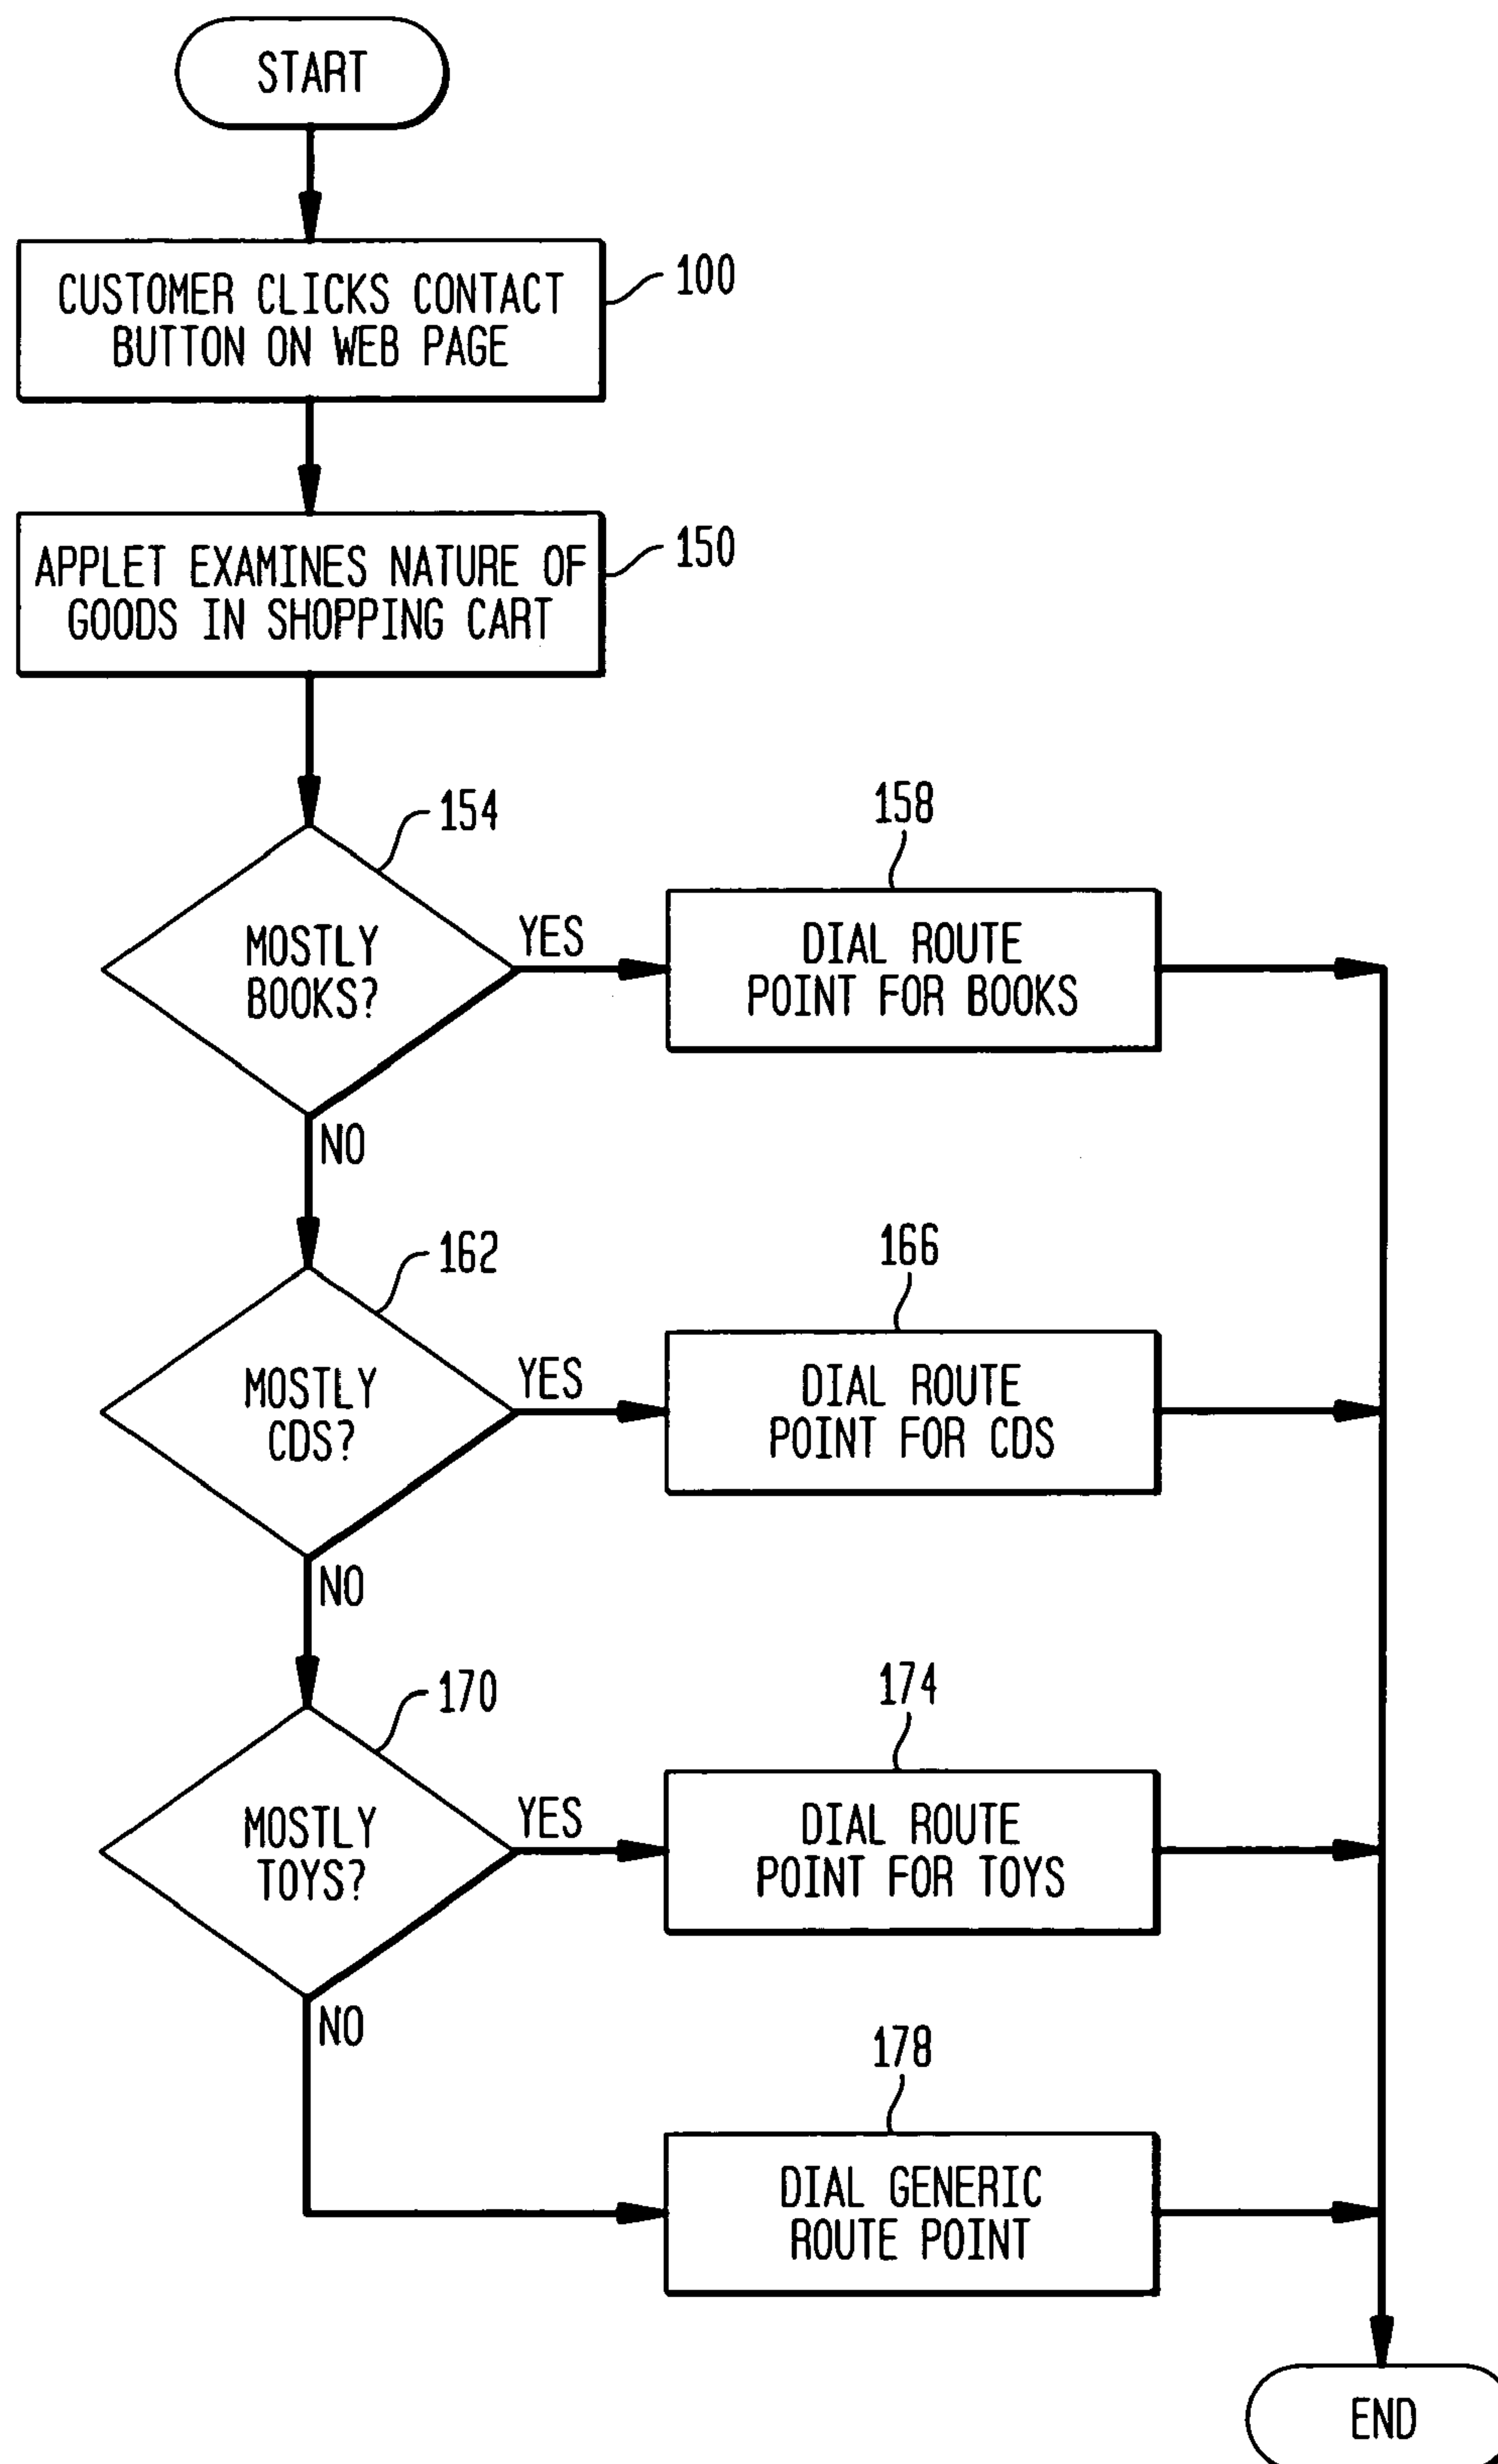 START
CUSTOMER CLICKS CONTACT
BUTTON ON WEB PAGE
100
APPLET EXAMINES NATURE OF
GOODS IN SHOPPING CART
150
154
MOSTLY
BOOKS?
YES
158
DIAL ROUTE
POINT FOR BOOKS
NO
162
MOSTLY
CDS?
YES
166
DIAL ROUTE
POINT FOR CDS
NO
170
MOSTLY
TOYS?
YES
174
DIAL ROUTE
POINT FOR TOYS
NO
178
DIAL GENERIC
ROUTE POINT
END